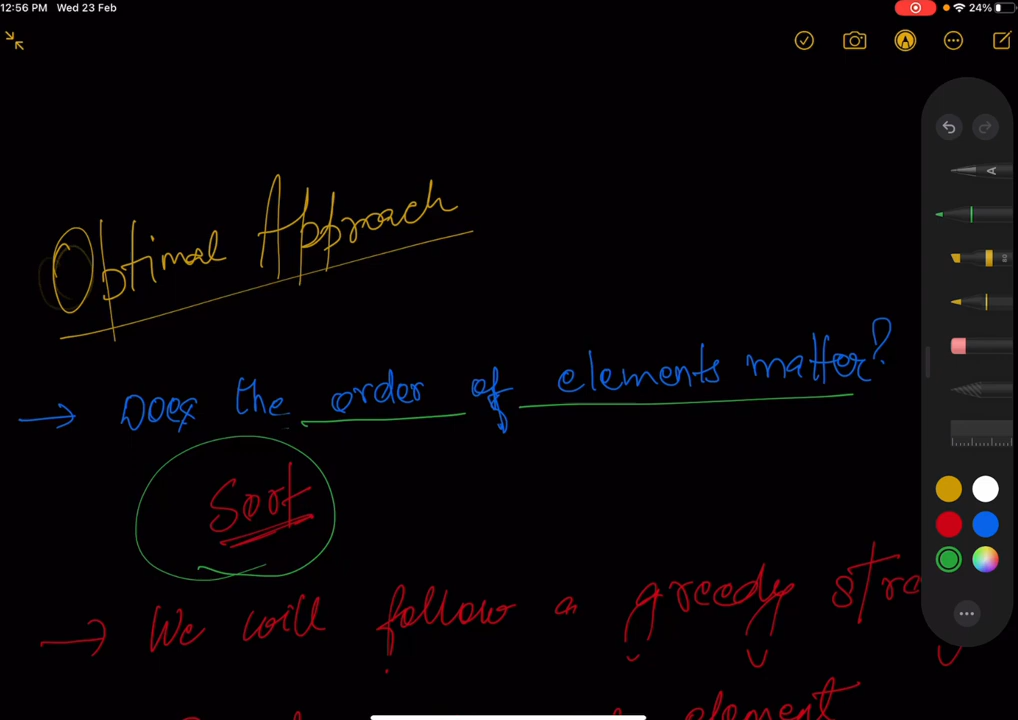 12:56 PM Wed 23 Feb 24%
Optimal Approach
→ Does the order of elements matter?
Sort
→ We will follow a greedy stra
element